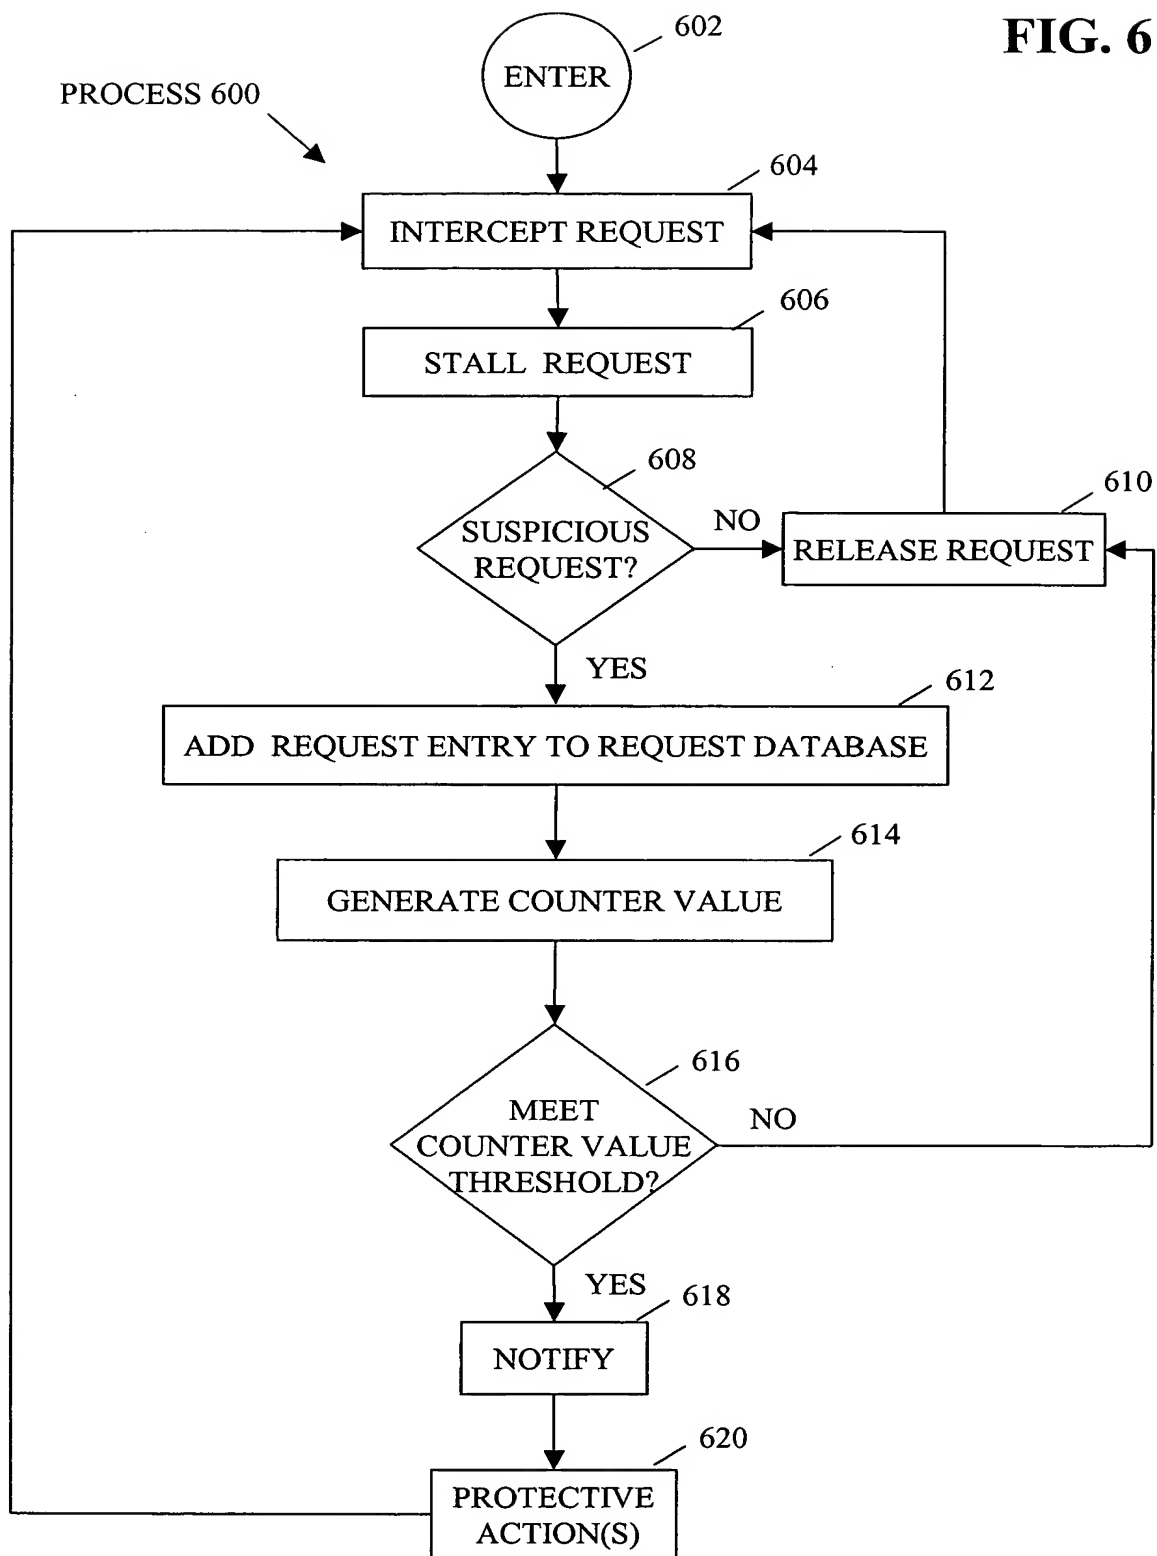 FIG. 6
602
ENTER
PROCESS 600
604
INTERCEPT REQUEST
606
STALL REQUEST
608
SUSPICIOUS
REQUEST?
NO
610
RELEASE REQUEST
YES
612
ADD REQUEST ENTRY TO REQUEST DATABASE
614
GENERATE COUNTER VALUE
616
MEET
COUNTER VALUE
THRESHOLD?
NO
YES
618
NOTIFY
620
PROTECTIVE
ACTION(S)